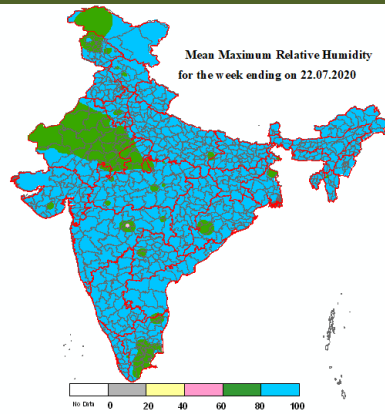 Mean Maximum Relative Humidity
for the week ending on 22.07.2020
No Data 0 20 40 60 80 100